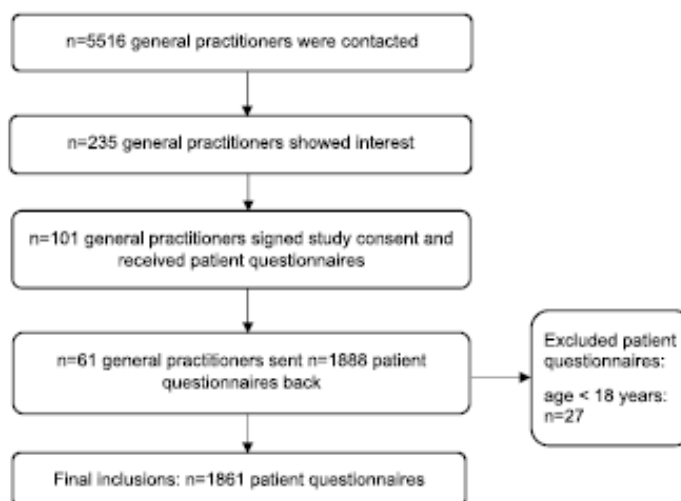 n=5516 general practitioners were contacted
n=235 general practitioners showed interest
n=101 general practitioners signed study consent and
received patient questionnaires
n=61 general practitioners sent n=1888 patient
questionnaires back
Excluded patient
questionnaires:
age < 18 years:
n=27
Final inclusions: n=1861 patient questionnaires